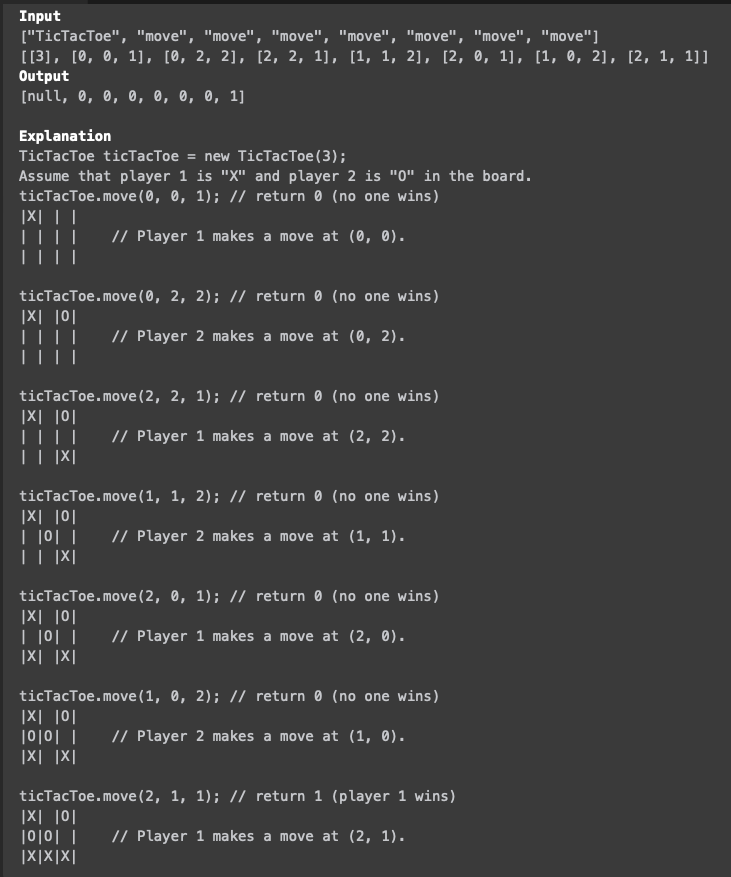 Input
["TicTacToe", "move", "move", "move", "move", "move", "move", "move"]
[[3], [0, 0, 1], [0, 2, 2], [2, 2, 1], [1, 1, 2], [2, 0, 1], [1, 0, 2], [2, 1, 1]]
Output
[null, 0, 0, 0, 0, 0, 0, 1]
Explanation
TicTacToe ticTacToe = new TicTacToe(3);
Assume that player 1 is "X" and player 2 is "O" in the board.
ticTacToe.move(0, 0, 1); // return 0 (no one wins)
|X| | |
| | | |    // Player 1 makes a move at (0, 0).
| | | |
ticTacToe.move(0, 2, 2); // return 0 (no one wins)
|X| |O|
| | | |    // Player 2 makes a move at (0, 2).
| | | |
ticTacToe.move(2, 2, 1); // return 0 (no one wins)
|X| |O|
| | | |    // Player 1 makes a move at (2, 2).
| | |X|
ticTacToe.move(1, 1, 2); // return 0 (no one wins)
|X| |O|
| |O| |    // Player 2 makes a move at (1, 1).
| | |X|
ticTacToe.move(2, 0, 1); // return 0 (no one wins)
|X| |O|
| |O| |    // Player 1 makes a move at (2, 0).
|X| |X|
ticTacToe.move(1, 0, 2); // return 0 (no one wins)
|X| |O|
|O|O| |    // Player 2 makes a move at (1, 0).
|X| |X|
ticTacToe.move(2, 1, 1); // return 1 (player 1 wins)
|X| |O|
|O|O| |    // Player 1 makes a move at (2, 1).
|X|X|X|